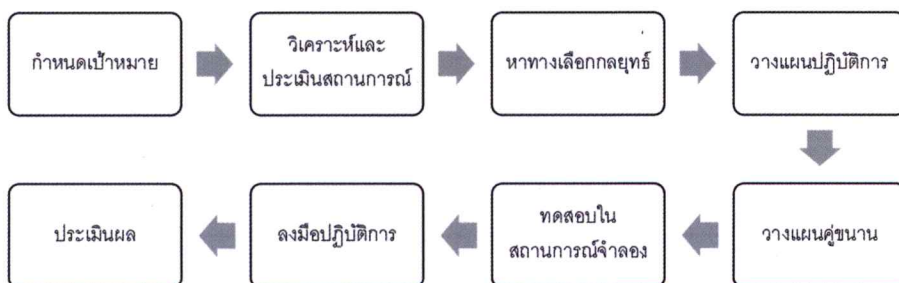 กำหนดเป้าหมาย
วิเคราะห์และ
ประเมินสถานการณ์
หาทางเลือกกลยุทธ์
วางแผนปฏิบัติการ
วางแผนคู่ขนาน
ทดสอบใน
สถานการณ์จำลอง
ลงมือปฏิบัติการ
ประเมินผล